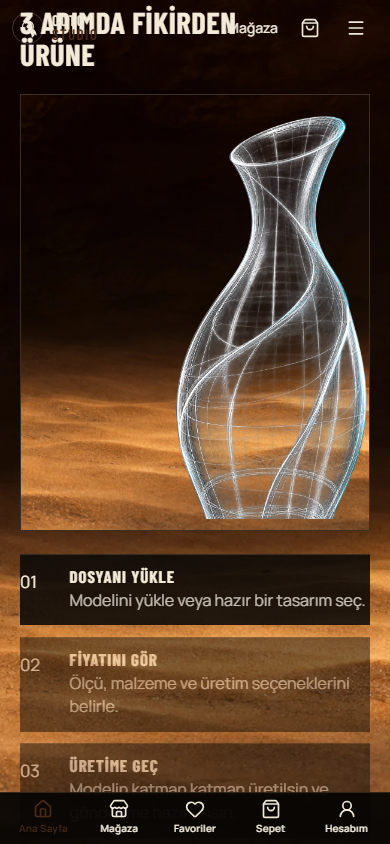 3 ADIMDA FİKİRDEN
Mağaza
ÜRÜNE
01
DOSYANI YÜKLE
Modelini yükle veya hazır bir tasarım seç.
02
FİYATINI GÖR
Ölçü, malzeme ve üretim seçeneklerini
belirle.
03
ÜRETİME GEÇ
Modelin katman katman üretilsin ve
Ana Sayfa
Mağaza
Favoriler
Sepet
Hesabım